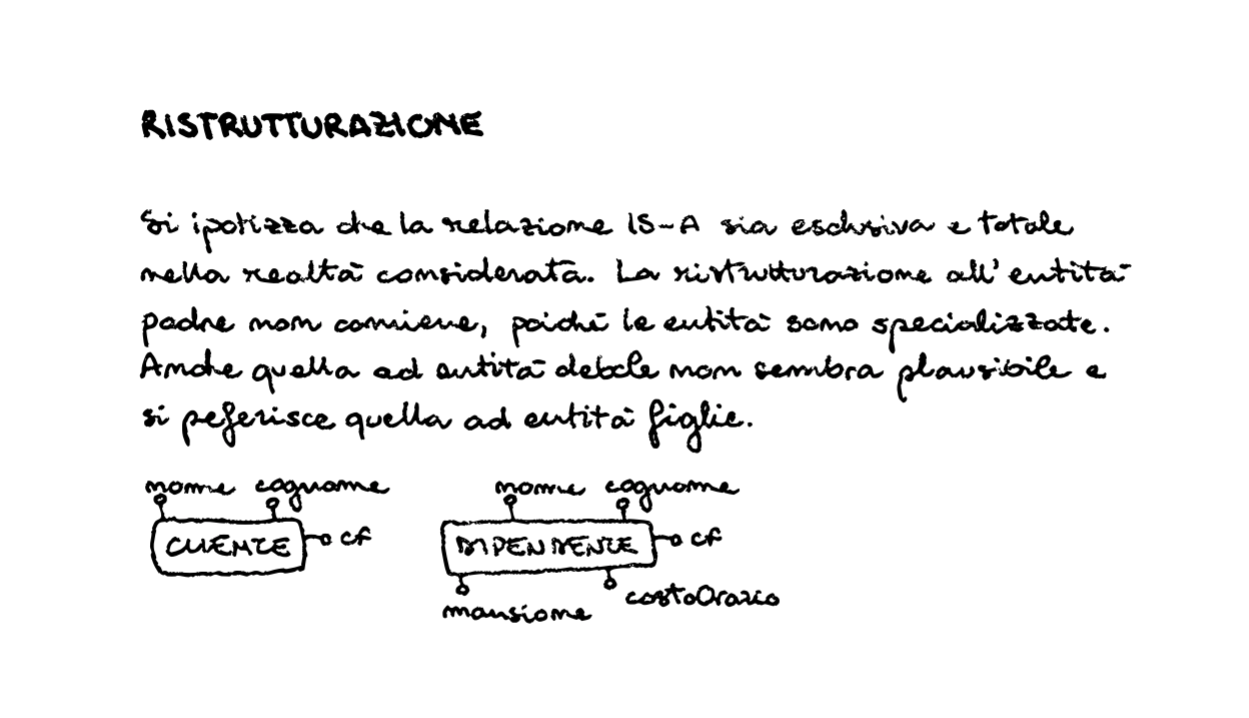 RISTRUTTURAZIONE
Si ipotizza che la relazione IS-A sia esclusiva e totale
nella realtà considerata. La ristrutturazione all'entità
padre non conviene, poiché le entità sono specializzate.
Anche quella ad entità debole non sembra plausibile e
si peferisce quella ad entità figlie.
nome cognome nome cognome
CLIENTE cf DIPENDENTE cf
mansione costoOrario